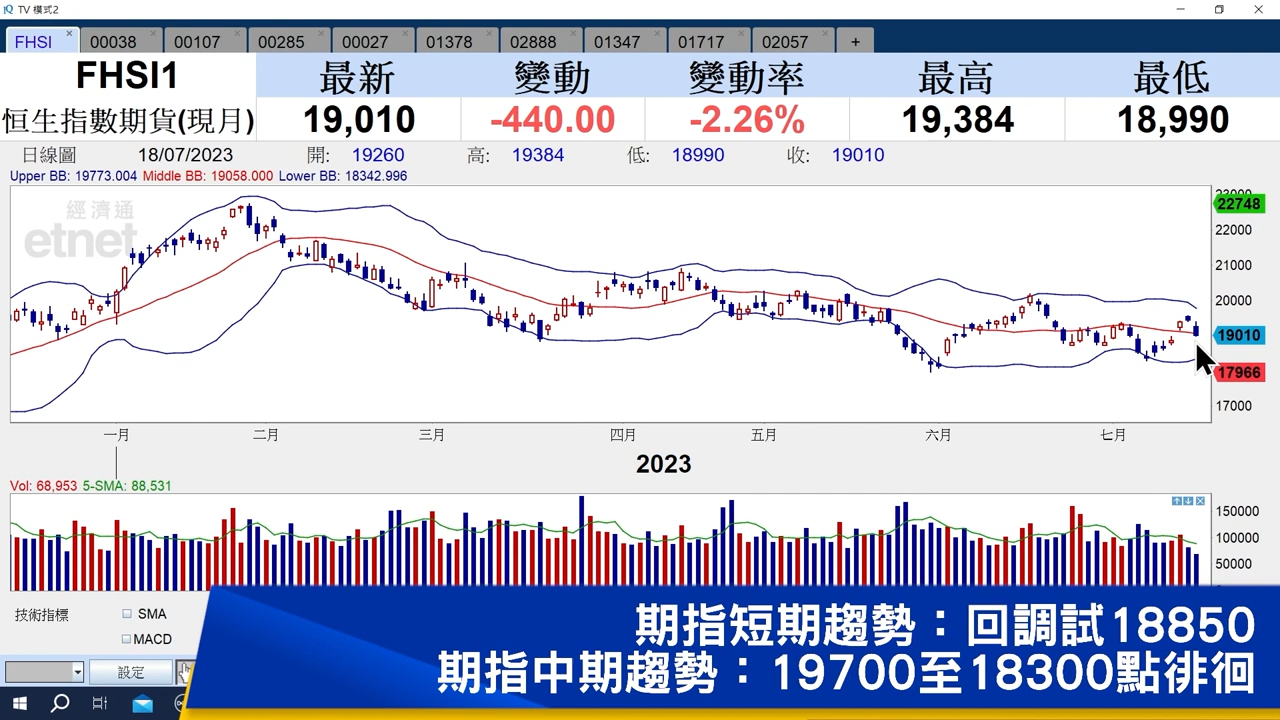 TV 模式2
FHSI 00038 00107 00285 00027 01378 02888 01347 01717 02057 +
FHSI1 最新 變動 變動率 最高 最低
恒生指數期貨(現月) 19,010 -440.00 -2.26% 19,384 18,990
日線圖 18/07/2023 開: 19260 高: 19384 低: 18990 收: 19010
Upper BB: 19773.004 Middle BB: 19058.000 Lower BB: 18342.996
經濟通
etnet
23000
22748
22000
21000
20000
19010
17966
17000
一月 二月 三月 四月 五月 六月 七月
2023
Vol: 68,953 5-SMA: 88,531
150000
100000
50000
技術指標 SMA
MACD
設定
期指短期趨勢：回調試18850
期指中期趨勢：19700至18300點徘徊